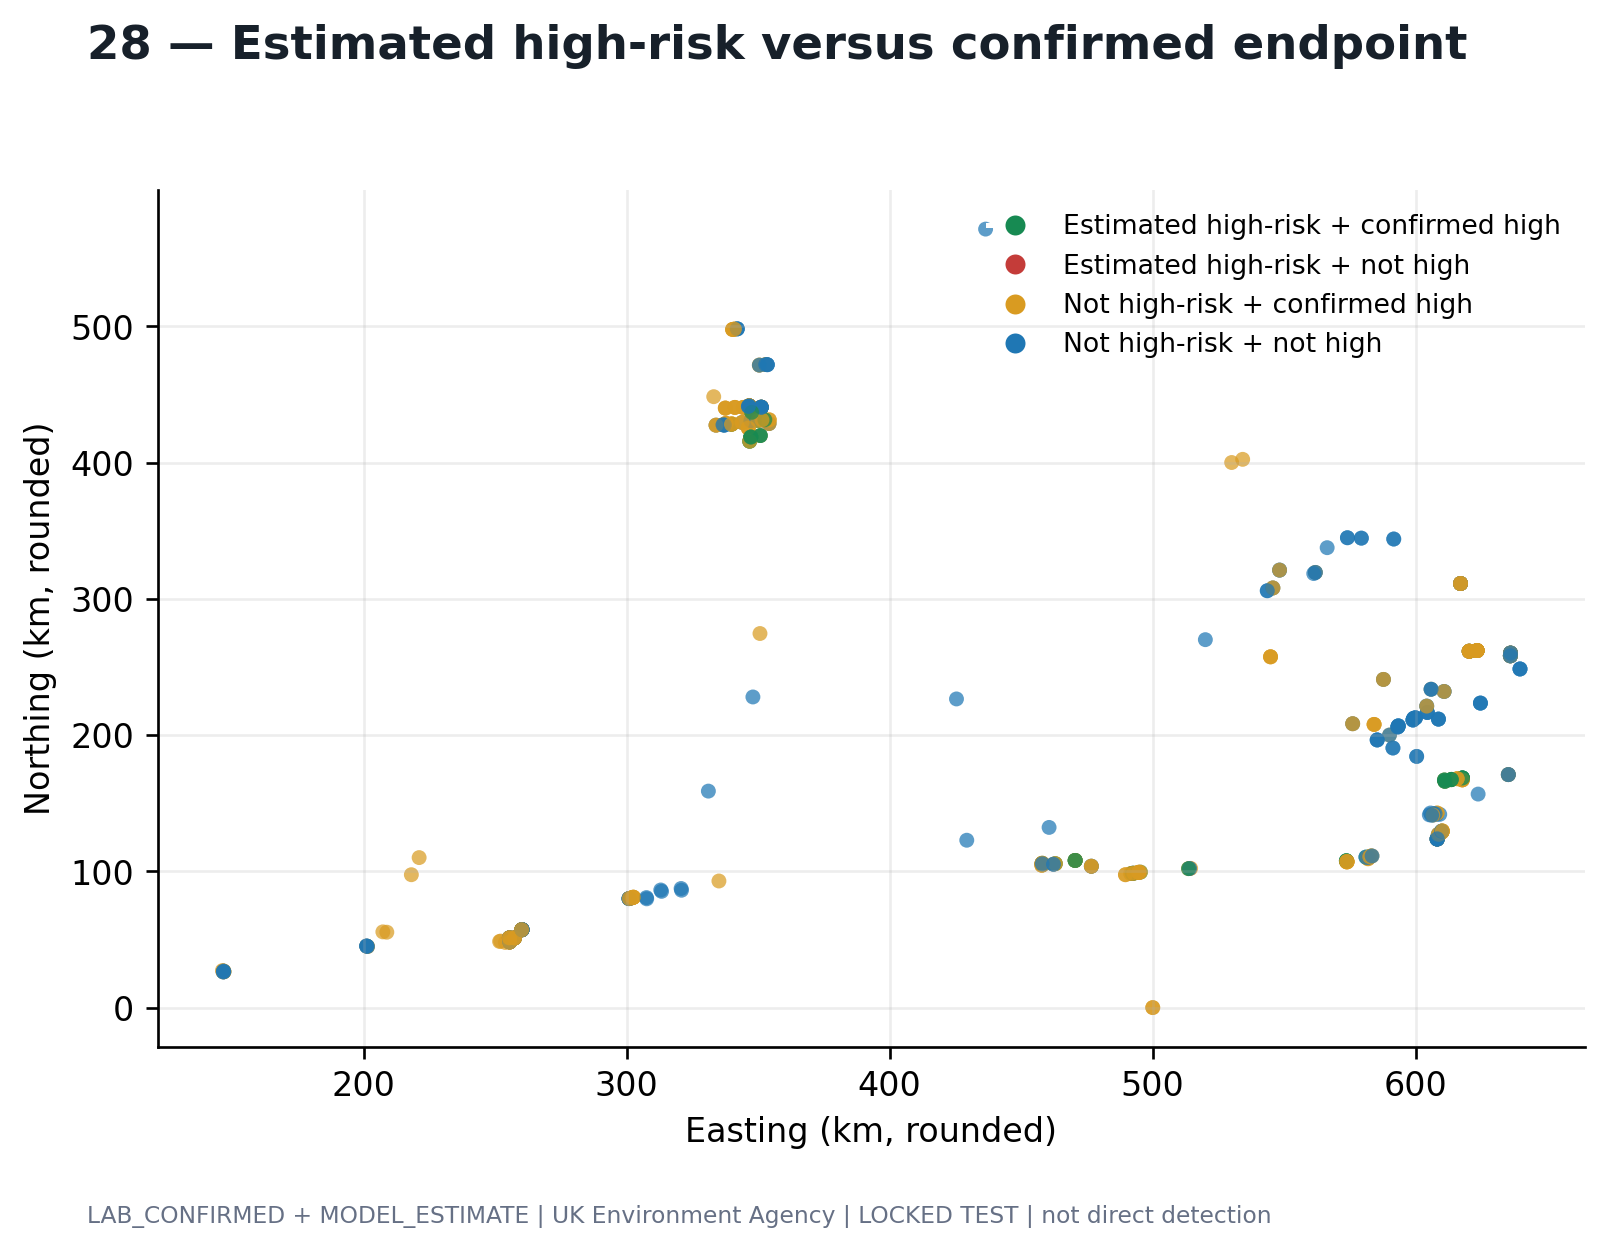 28 — Estimated high-risk versus confirmed endpoint
Estimated high-risk + confirmed high
Estimated high-risk + not high
Not high-risk + confirmed high
Not high-risk + not high
Northing (km, rounded)
500
400
300
200
100
0
200 300 400 500 600
Easting (km, rounded)
LAB_CONFIRMED + MODEL_ESTIMATE | UK Environment Agency | LOCKED TEST | not direct detection